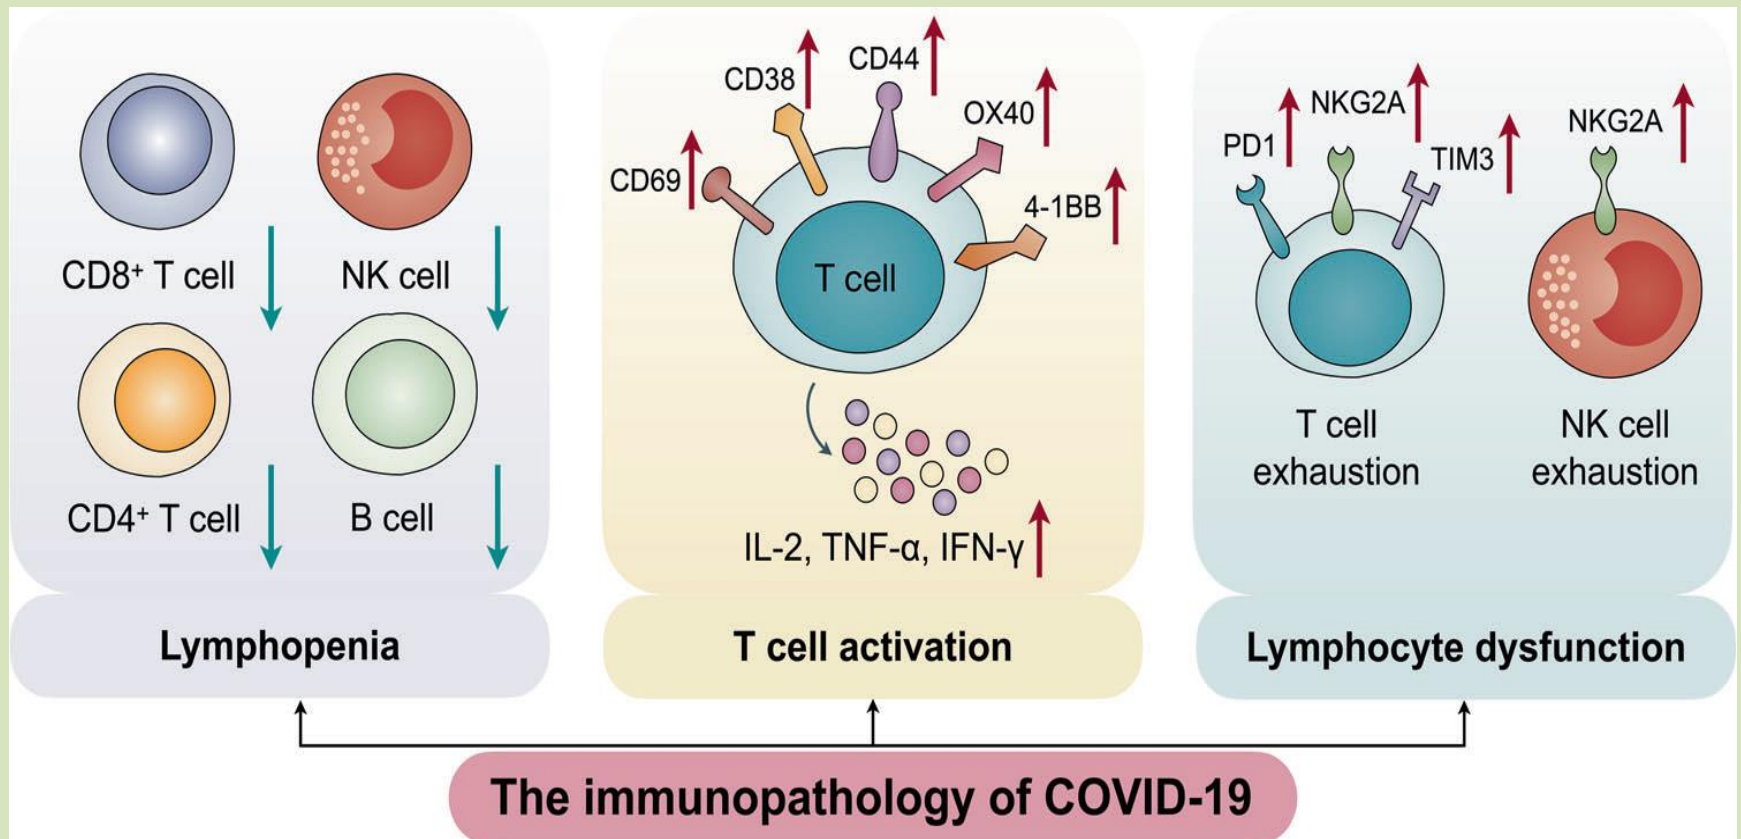 CD8⁺ T cell
NK cell
CD4⁺ T cell
B cell
Lymphopenia
CD69
CD38
CD44
OX40
4-1BB
T cell
IL-2, TNF-α, IFN-γ
T cell activation
PD1
NKG2A
TIM3
NKG2A
T cell
exhaustion
NK cell
exhaustion
Lymphocyte dysfunction
The immunopathology of COVID-19